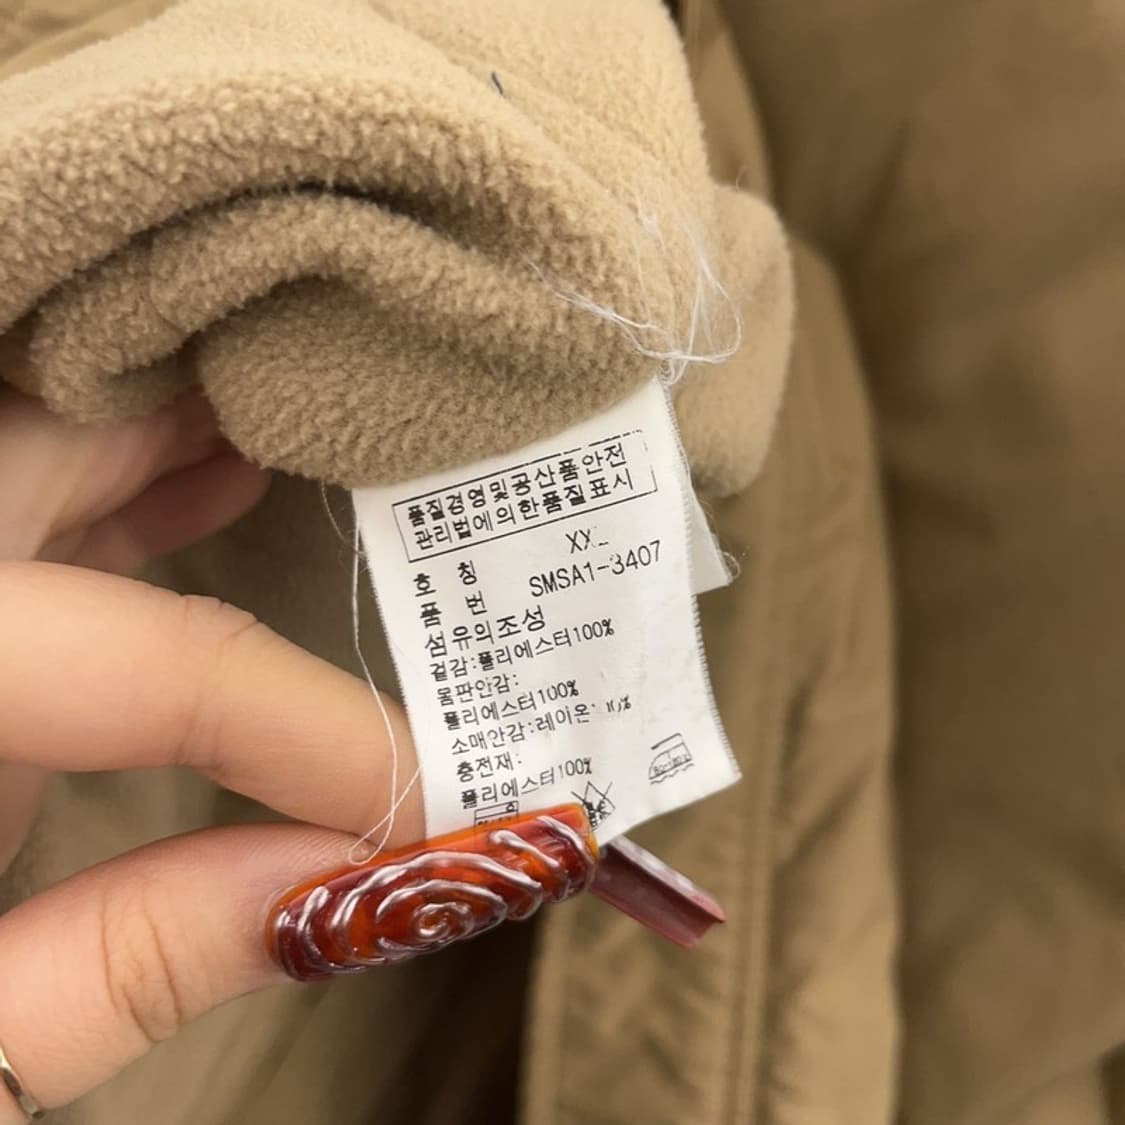 품질경영및공산품안전
관리법에의한품질표시
호 칭
품 번 SMSA1-3407
섬유의조성
겉감:폴리에스터100%
몸판안감:
폴리에스터100%
소매안감:레이온
충전재:
폴리에스터100%